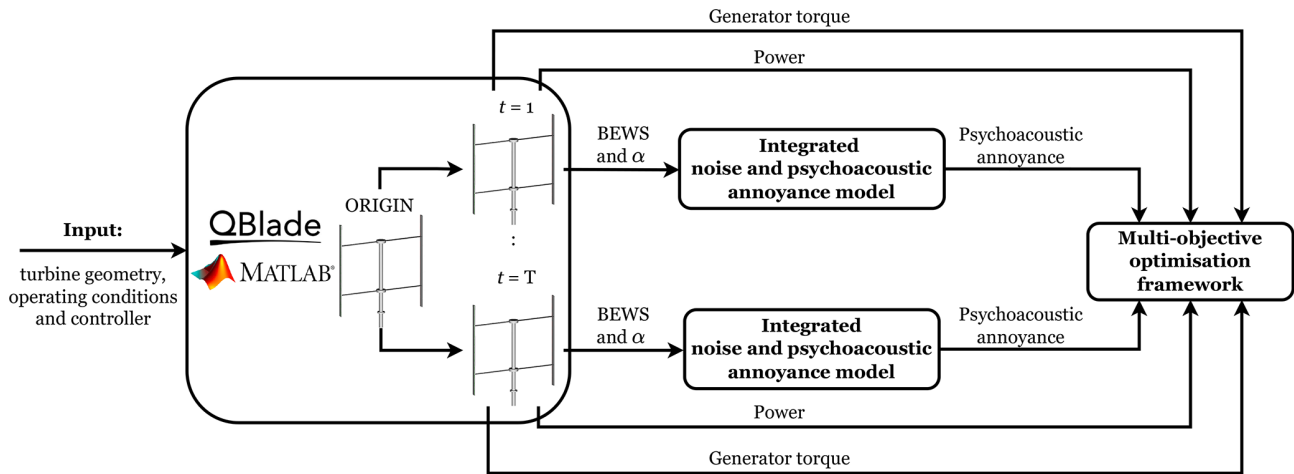 Generator torque
Power
t = 1
BEWS
and α
Integrated
noise and psychoacoustic
annoyance model
Psychoacoustic
annoyance
Input:
turbine geometry,
operating conditions
and controller
QBlade
MATLAB®
ORIGIN
:
t = T
Multi-objective
optimisation
framework
BEWS
and α
Integrated
noise and psychoacoustic
annoyance model
Psychoacoustic
annoyance
Power
Generator torque